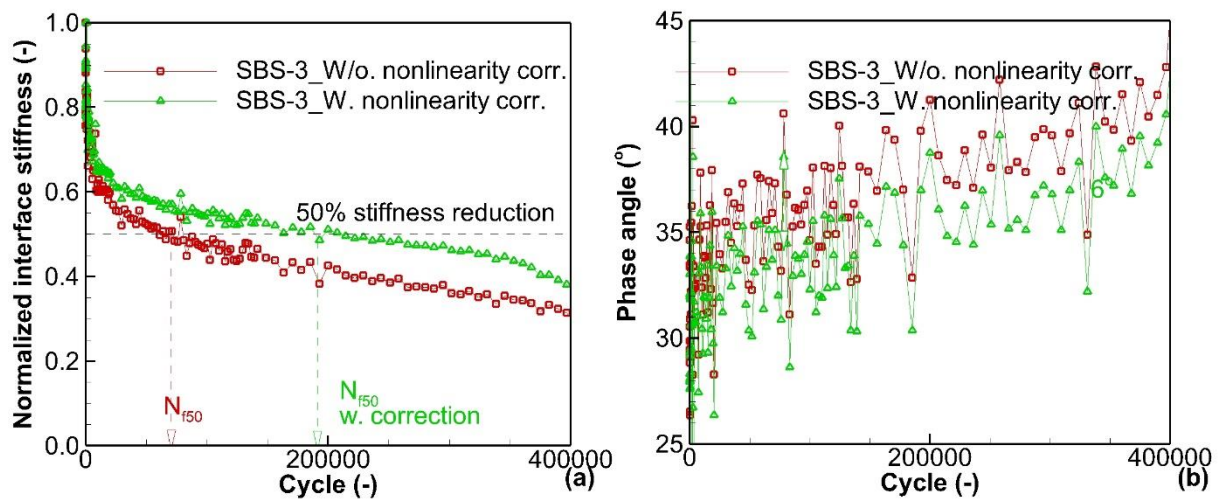 Normalized interface stiffness (-)
1.0
0.8
0.6
0.4
0.2
0.0
SBS-3_W/o. nonlinearity corr.
SBS-3_W. nonlinearity corr.
50% stiffness reduction
Nf50
Nf50
w. correction
0
200000
400000
Cycle (-)
(a)
Phase angle (°)
45
40
35
30
25
SBS-3_W/o. nonlinearity corr.
SBS-3_W. nonlinearity corr.
6
0
200000
400000
Cycle (-)
(b)